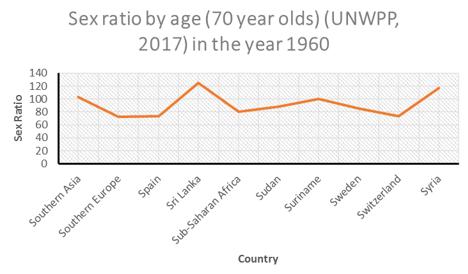 Sex ratio by age (70 year olds) (UNWPP,
2017) in the year 1960
140
120
100
80
60
40
20
0
Sex Ratio
Southern Asia
Southern Europe
Spain
Sri Lanka
Sub-Saharan Africa
Sudan
Suriname
Sweden
Switzerland
Syria
Country